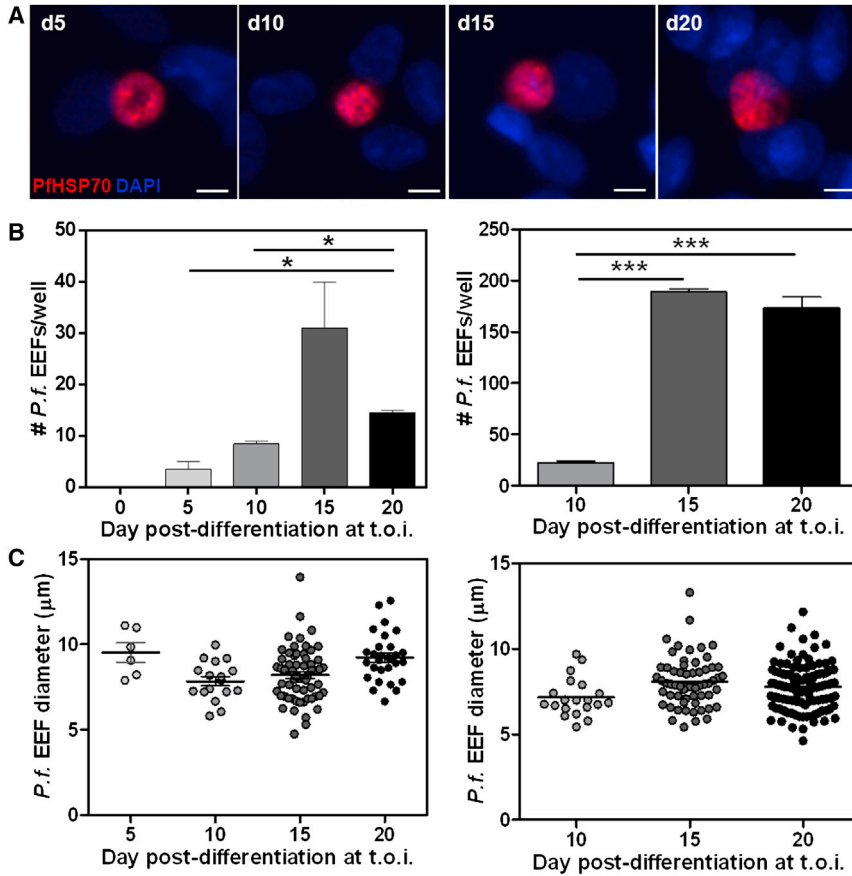 A
d5
d10
d15
d20
PfHSP70 DAPI
B
# P.f. EEFs/well
50
40
30
20
10
0
*
*
0 5 10 15 20
Day post-differentiation at t.o.i.
# P.f. EEFs/well
250
200
150
100
50
0
***
***
10 15 20
Day post-differentiation at t.o.i.
C
P.f. EEF diameter (μm)
15
10
5
0
5 10 15 20
Day post-differentiation at t.o.i.
P.f. EEF diameter (μm)
15
10
5
0
10 15 20
Day post-differentiation at t.o.i.